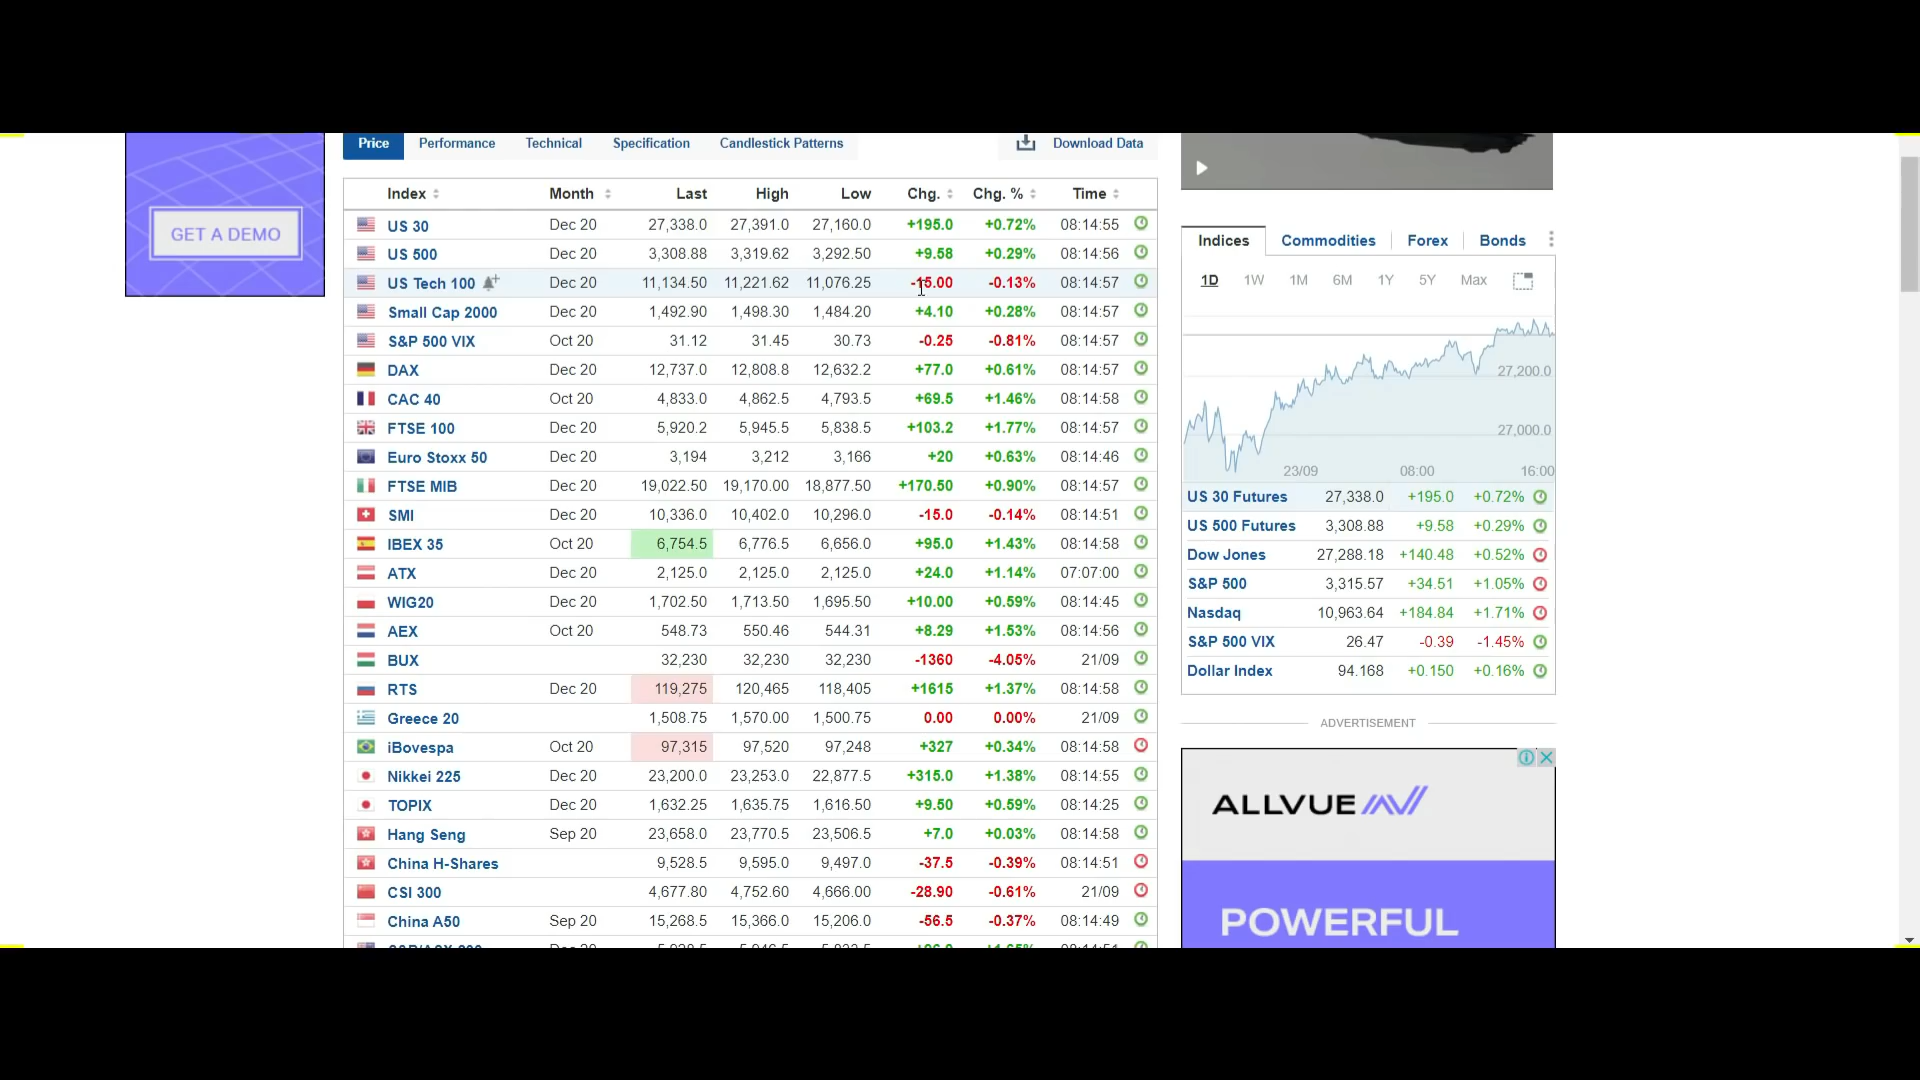 GET A DEMO
Price Performance Technical Specification Candlestick Patterns Download Data
Index Month Last High Low Chg. Chg. % Time
US 30 Dec 20 27,338.0 27,391.0 27,160.0 +195.0 +0.72% 08:14:55
US 500 Dec 20 3,308.88 3,319.62 3,292.50 +9.58 +0.29% 08:14:56
US Tech 100 Dec 20 11,134.50 11,221.62 11,076.25 -15.00 -0.13% 08:14:57
Small Cap 2000 Dec 20 1,492.90 1,498.30 1,484.20 +4.10 +0.28% 08:14:57
S&P 500 VIX Oct 20 31.12 31.45 30.73 -0.25 -0.81% 08:14:57
DAX Dec 20 12,737.0 12,808.8 12,632.2 +77.0 +0.61% 08:14:57
CAC 40 Oct 20 4,833.0 4,862.5 4,793.5 +69.5 +1.46% 08:14:58
FTSE 100 Dec 20 5,920.2 5,945.5 5,838.5 +103.2 +1.77% 08:14:57
Euro Stoxx 50 Dec 20 3,194 3,212 3,166 +20 +0.63% 08:14:46
FTSE MIB Dec 20 19,022.50 19,170.00 18,877.50 +170.50 +0.90% 08:14:57
SMI Dec 20 10,336.0 10,402.0 10,296.0 -15.0 -0.14% 08:14:51
IBEX 35 Oct 20 6,754.5 6,776.5 6,656.0 +95.0 +1.43% 08:14:58
ATX Dec 20 2,125.0 2,125.0 2,125.0 +24.0 +1.14% 07:07:00
WIG20 Dec 20 1,702.50 1,713.50 1,695.50 +10.00 +0.59% 08:14:45
AEX Oct 20 548.73 550.46 544.31 +8.29 +1.53% 08:14:56
BUX 32,230 32,230 32,230 -1360 -4.05% 21/09
RTS Dec 20 119,275 120,465 118,405 +1615 +1.37% 08:14:58
Greece 20 1,508.75 1,570.00 1,500.75 0.00 0.00% 21/09
iBovespa Oct 20 97,315 97,520 97,248 +327 +0.34% 08:14:58
Nikkei 225 Dec 20 23,200.0 23,253.0 22,877.5 +315.0 +1.38% 08:14:55
TOPIX Dec 20 1,632.25 1,635.75 1,616.50 +9.50 +0.59% 08:14:25
Hang Seng Sep 20 23,658.0 23,770.5 23,506.5 +7.0 +0.03% 08:14:58
China H-Shares 9,528.5 9,595.0 9,497.0 -37.5 -0.39% 08:14:51
CSI 300 4,677.80 4,752.60 4,666.00 -28.90 -0.61% 21/09
China A50 Sep 20 15,268.5 15,366.0 15,206.0 -56.5 -0.37% 08:14:49
Indices Commodities Forex Bonds
1D 1W 1M 6M 1Y 5Y Max
27,200.0
27,000.0
23/09 08:00 16:00
US 30 Futures 27,338.0 +195.0 +0.72%
US 500 Futures 3,308.88 +9.58 +0.29%
Dow Jones 27,288.18 +140.48 +0.52%
S&P 500 3,315.57 +34.51 +1.05%
Nasdaq 10,963.64 +184.84 +1.71%
S&P 500 VIX 26.47 -0.39 -1.45%
Dollar Index 94.168 +0.150 +0.16%
ADVERTISEMENT
ALLVUE
POWERFUL